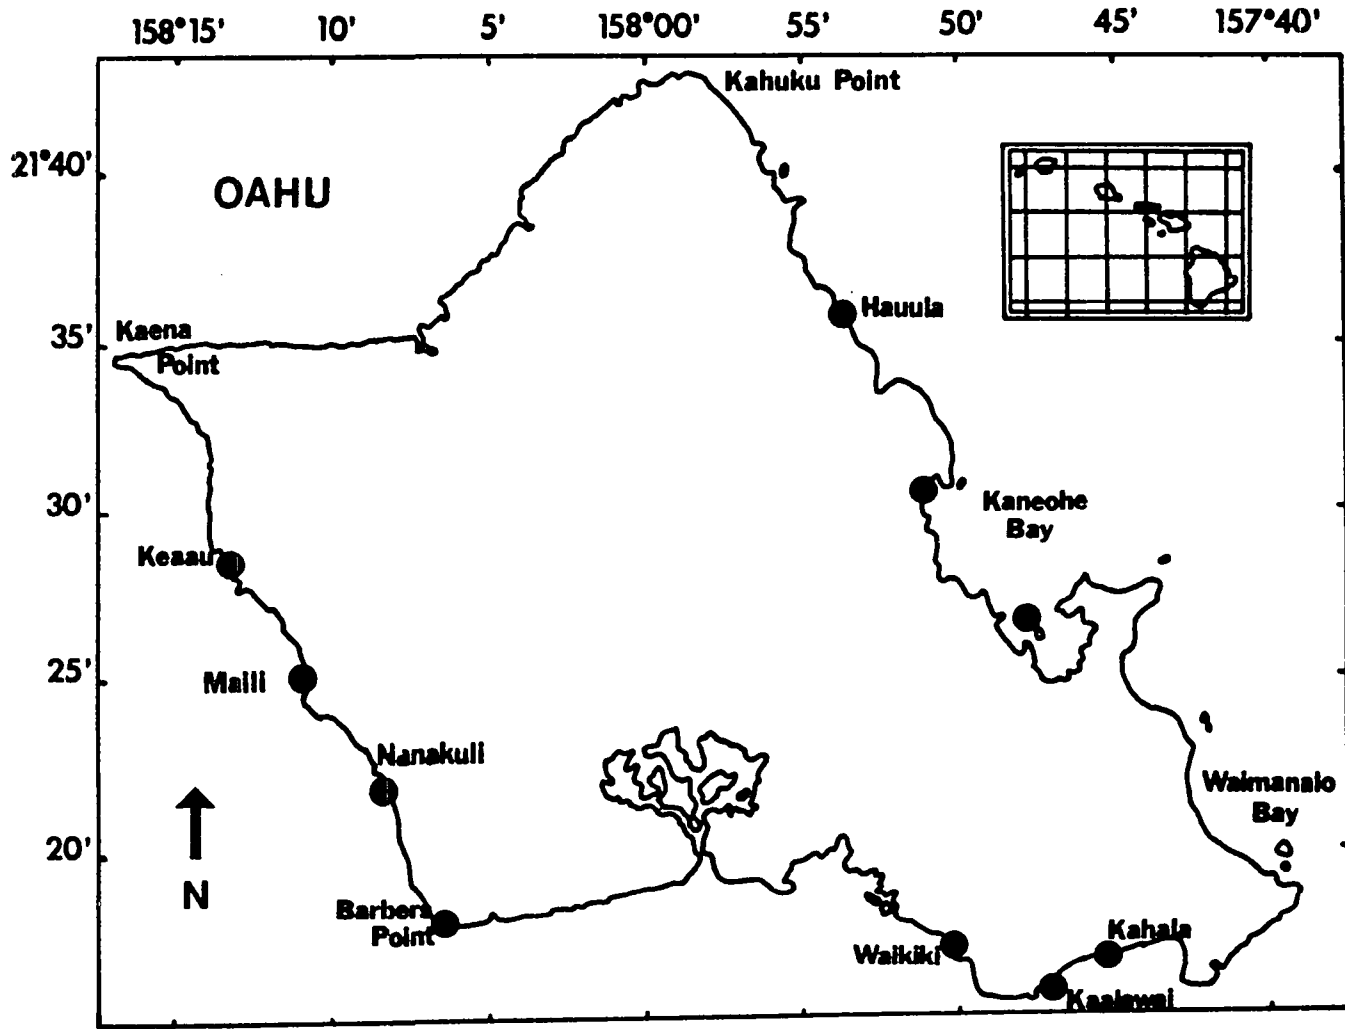 158°15' 10' 5' 158°00' 55' 50' 45' 157°40'
Kahuku Point
21°40'
OAHU
Hauula
35'
Kaena
Point
30'
Kaneohe
Bay
Keaau
25'
Maili
Nanakuli
Waimanalo
Bay
20'
N
Barbers
Point
Kahala
Waikiki
Kaalawai